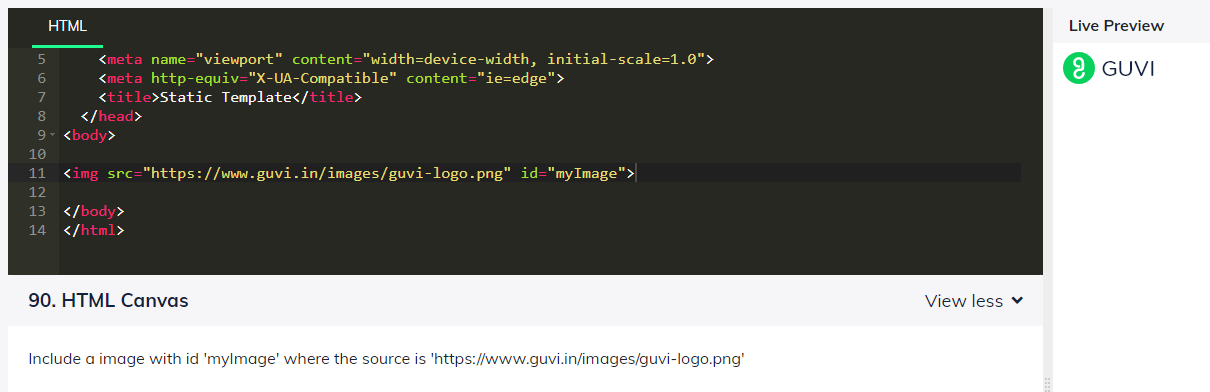 HTML
Live Preview
5 <meta name="viewport" content="width=device-width, initial-scale=1.0">
6 <meta http-equiv="X-UA-Compatible" content="ie=edge">
7 <title>Static Template</title>
8 </head>
9 <body>
10
11 <img src="https://www.guvi.in/images/guvi-logo.png" id="myImage">
12
13 </body>
14 </html>
GUVI
90. HTML Canvas
View less
Include a image with id 'myImage' where the source is 'https://www.guvi.in/images/guvi-logo.png'